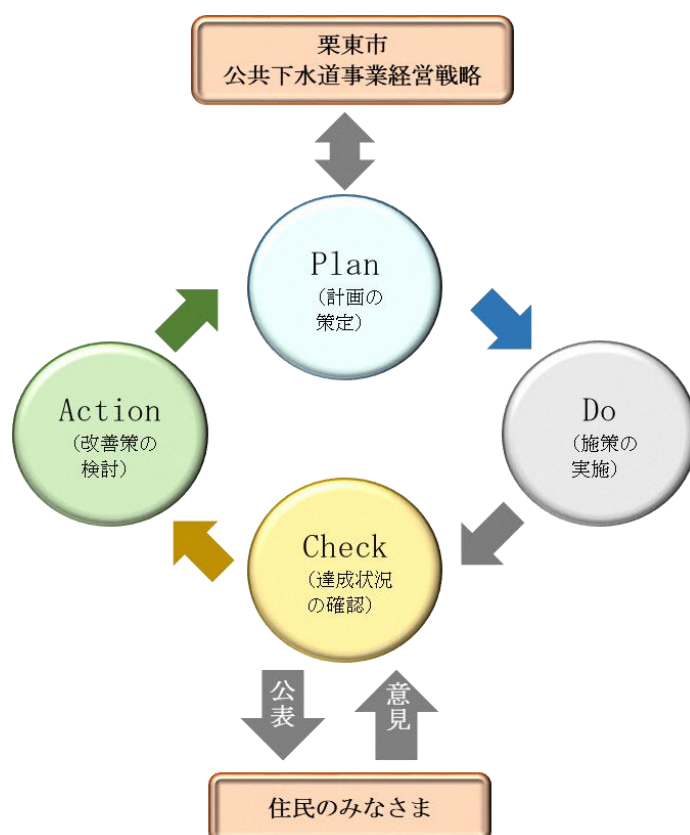 栗東市
公共下水道事業経営戦略
Plan
（計画の
策定）
Action
（改善策の
検討）
Do
（施策の
実施）
Check
（達成状況
の確認）
公表
意見
住民のみなさま